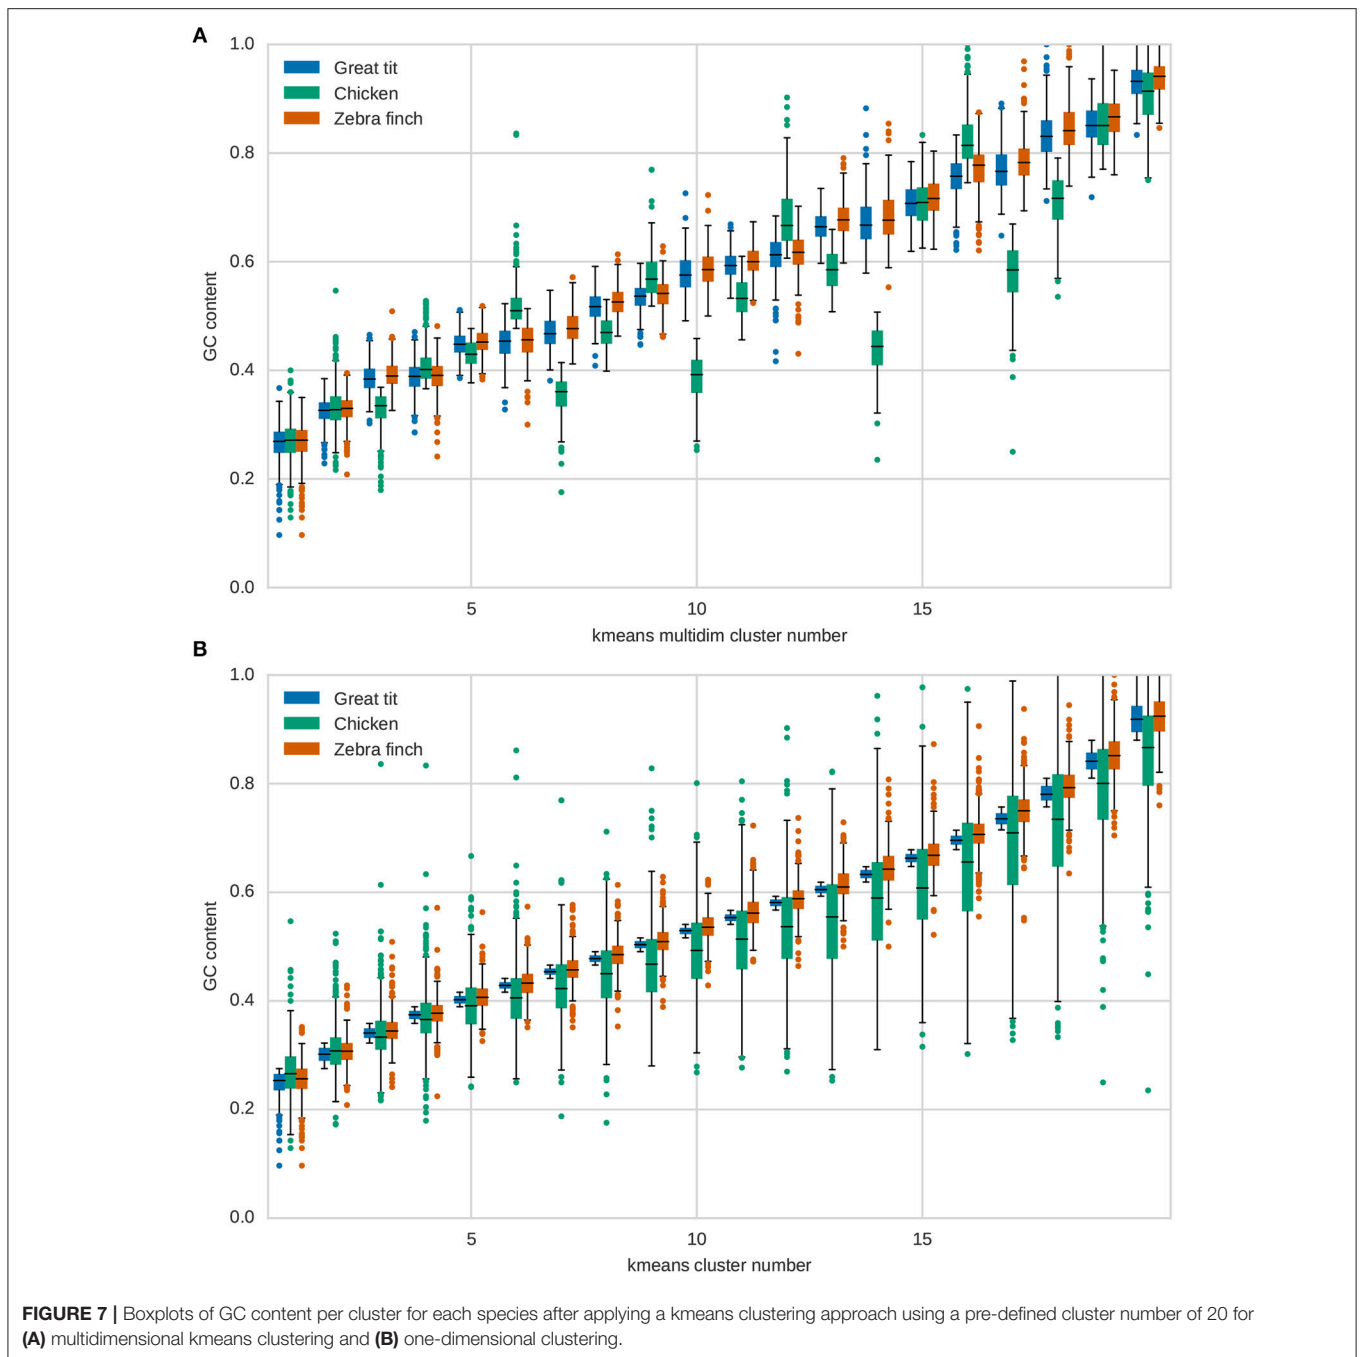 A
1.0
Great tit
Chicken
Zebra finch
0.8
0.6
GC content
0.4
0.2
0.0
5 10 15
kmeans multidim cluster number
B
1.0
Great tit
Chicken
Zebra finch
0.8
0.6
GC content
0.4
0.2
0.0
5 10 15
kmeans cluster number
FIGURE 7 | Boxplots of GC content per cluster for each species after applying a kmeans clustering approach using a pre-defined cluster number of 20 for
(A) multidimensional kmeans clustering and (B) one-dimensional clustering.